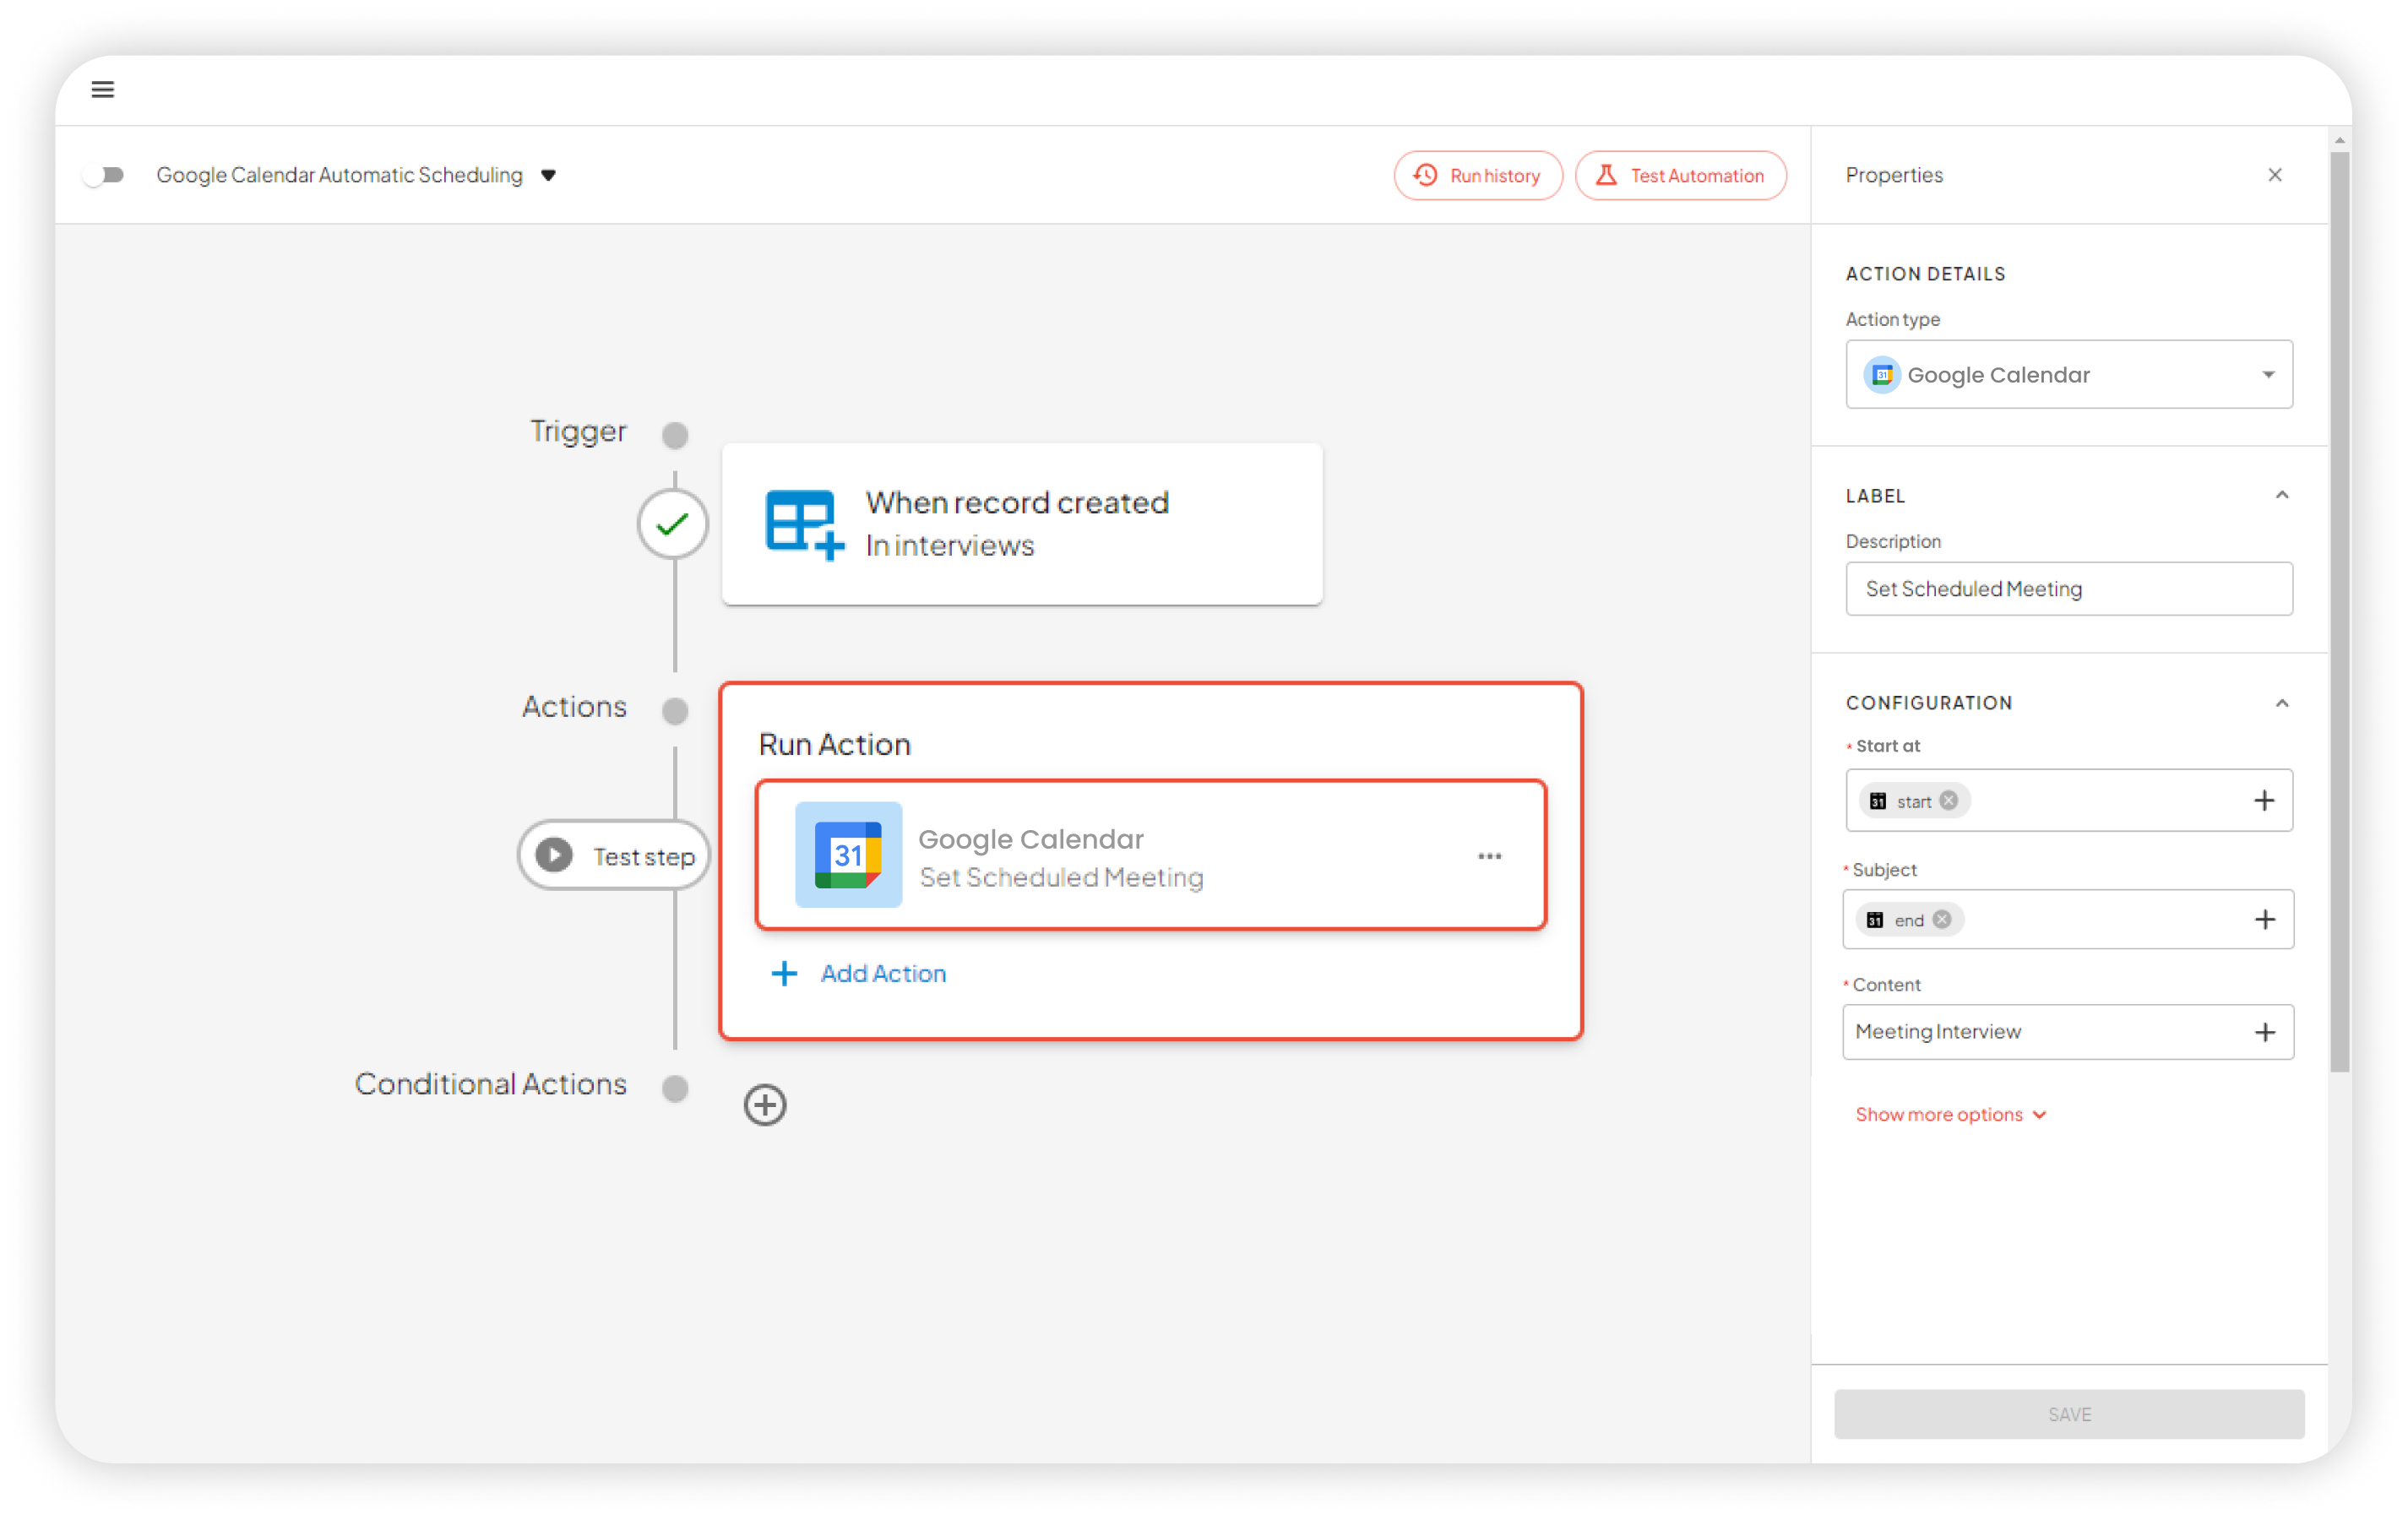 Google Calendar Automatic Scheduling
Run history
Test Automation
Trigger
When record created
In interviews
Actions
Run Action
Test step
31
Google Calendar
Set Scheduled Meeting
Add Action
Conditional Actions
Properties
ACTION DETAILS
Action type
31
Google Calendar
LABEL
Description
Set Scheduled Meeting
CONFIGURATION
* Start at
31 start
* Subject
31 end
* Content
Meeting Interview
Show more options
SAVE